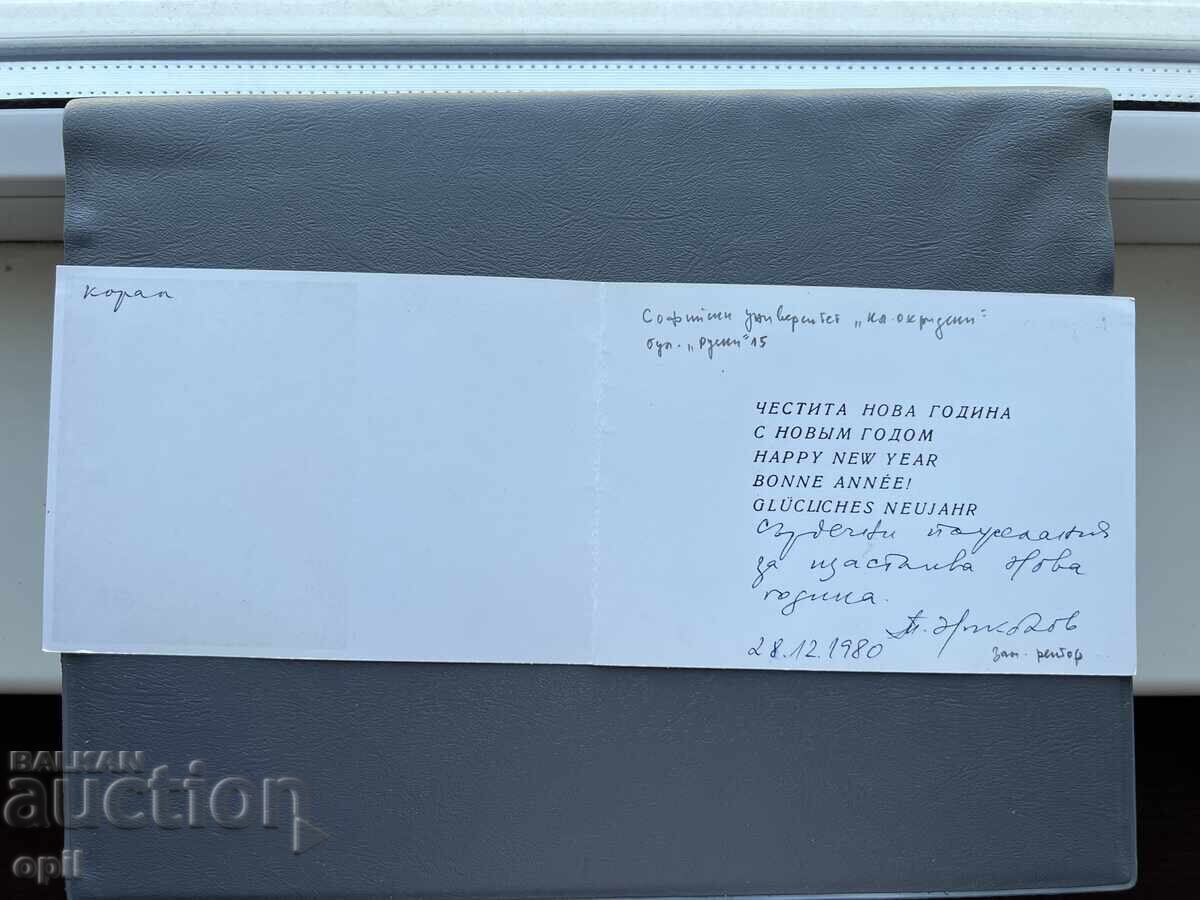 корал
Софийски университет „Кл. Охридски“
бул. „Руски“ 15
ЧЕСТИТА НОВА ГОДИНА
С НОВЫМ ГОДОМ
HAPPY NEW YEAR
BONNE ANNÉE!
GLÜCLICHES NEUJAHR
Сърдечни пожелания
за щастлива Нова
година.
28.12.1980
зам. ректор
BALKAN
auction
opil